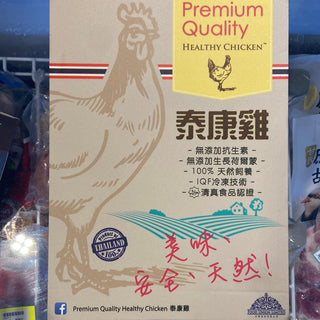 Premium
Quality
HEALTHY CHICKEN™
泰康雞
- 無添加抗生素 -
- 無添加生長荷爾蒙 -
- 100% 天然飼養 -
- IQF冷凍技術 -
- 清真食品認證 -
THAILAND
美味、
安全、天然!
Premium Quality Healthy Chicken 泰康雞